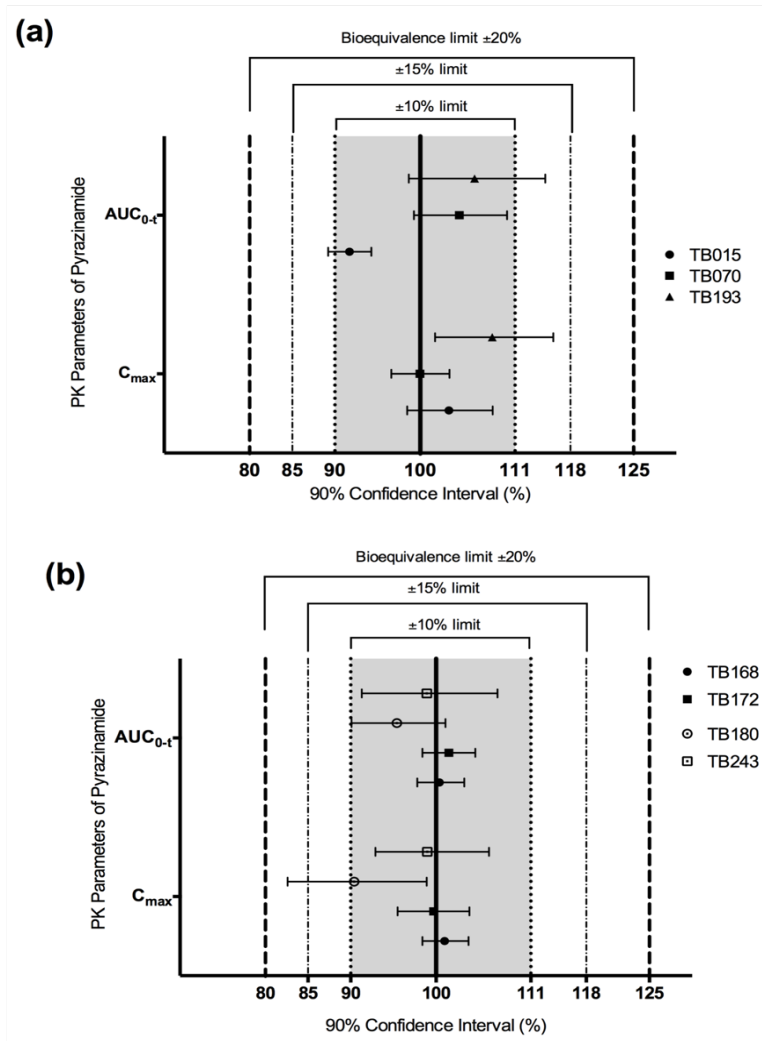 (a)
Bioequivalence limit ±20%
±15% limit
±10% limit
PK Parameters of Pyrazinamide
AUC0-t
Cmax
TB015
TB070
TB193
80 85 90 100 111 118 125
90% Confidence Interval (%)
(b)
Bioequivalence limit ±20%
±15% limit
±10% limit
PK Parameters of Pyrazinamide
AUC0-t
Cmax
TB168
TB172
TB180
TB243
80 85 90 100 111 118 125
90% Confidence Interval (%)